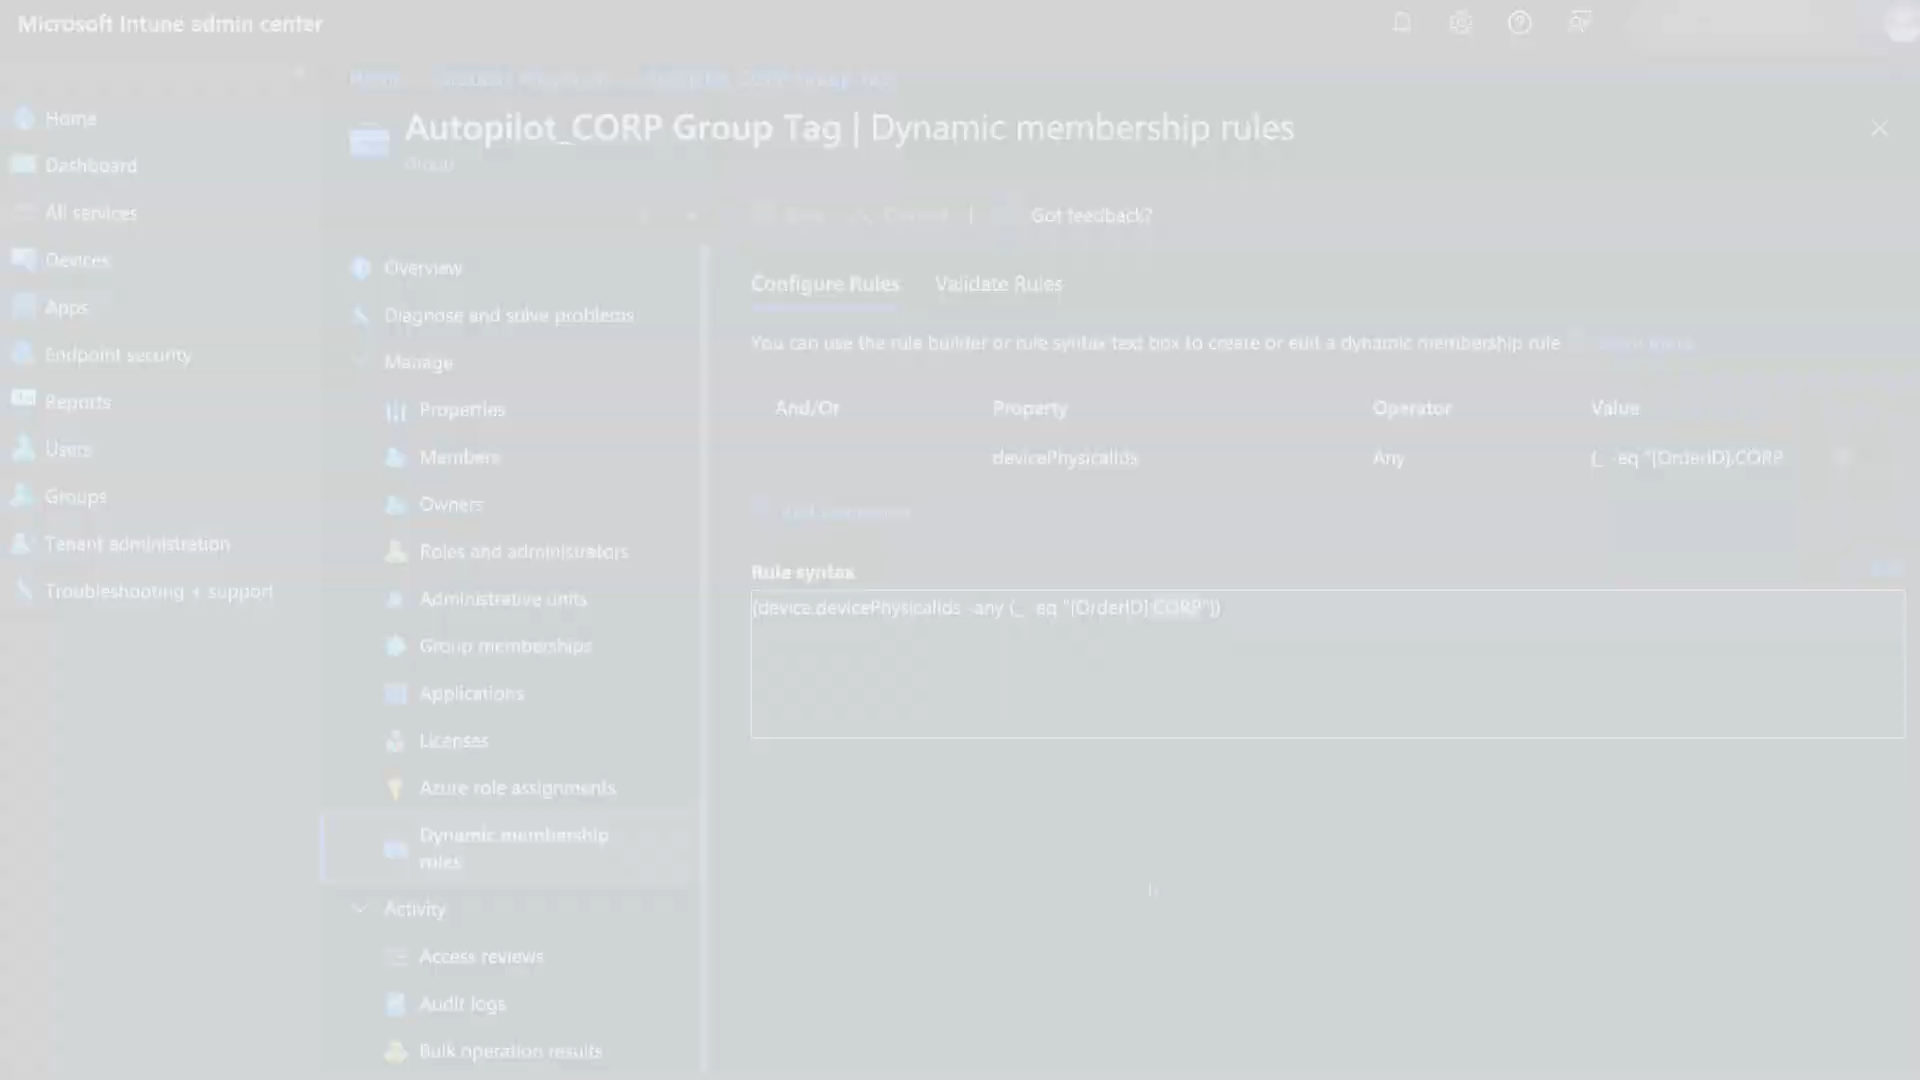 Microsoft Intune admin center
Home
Autopilot_CORP Group Tag | Dynamic membership rules
Group
Got feedback?
Home
Dashboard
All services
Devices
Apps
Endpoint security
Reports
Users
Groups
Tenant administration
Troubleshooting + support
Overview
Diagnose and solve problems
Manage
Properties
Members
Owners
Roles and administrators
Administrative units
Group memberships
Applications
Licenses
Azure role assignments
Dynamic membership
rules
Activity
Access reviews
Audit logs
Bulk operation results
Configure Rules Validate Rules
You can use the rule builder or rule syntax text box to create or edit a dynamic membership rule
And/Or Property Operator Value
devicePhysicalIds Any (_ -eq "[OrderID]:CORP
Rule syntax
(device.devicePhysicalIds -any (_ -eq "[OrderID]:CORP"))